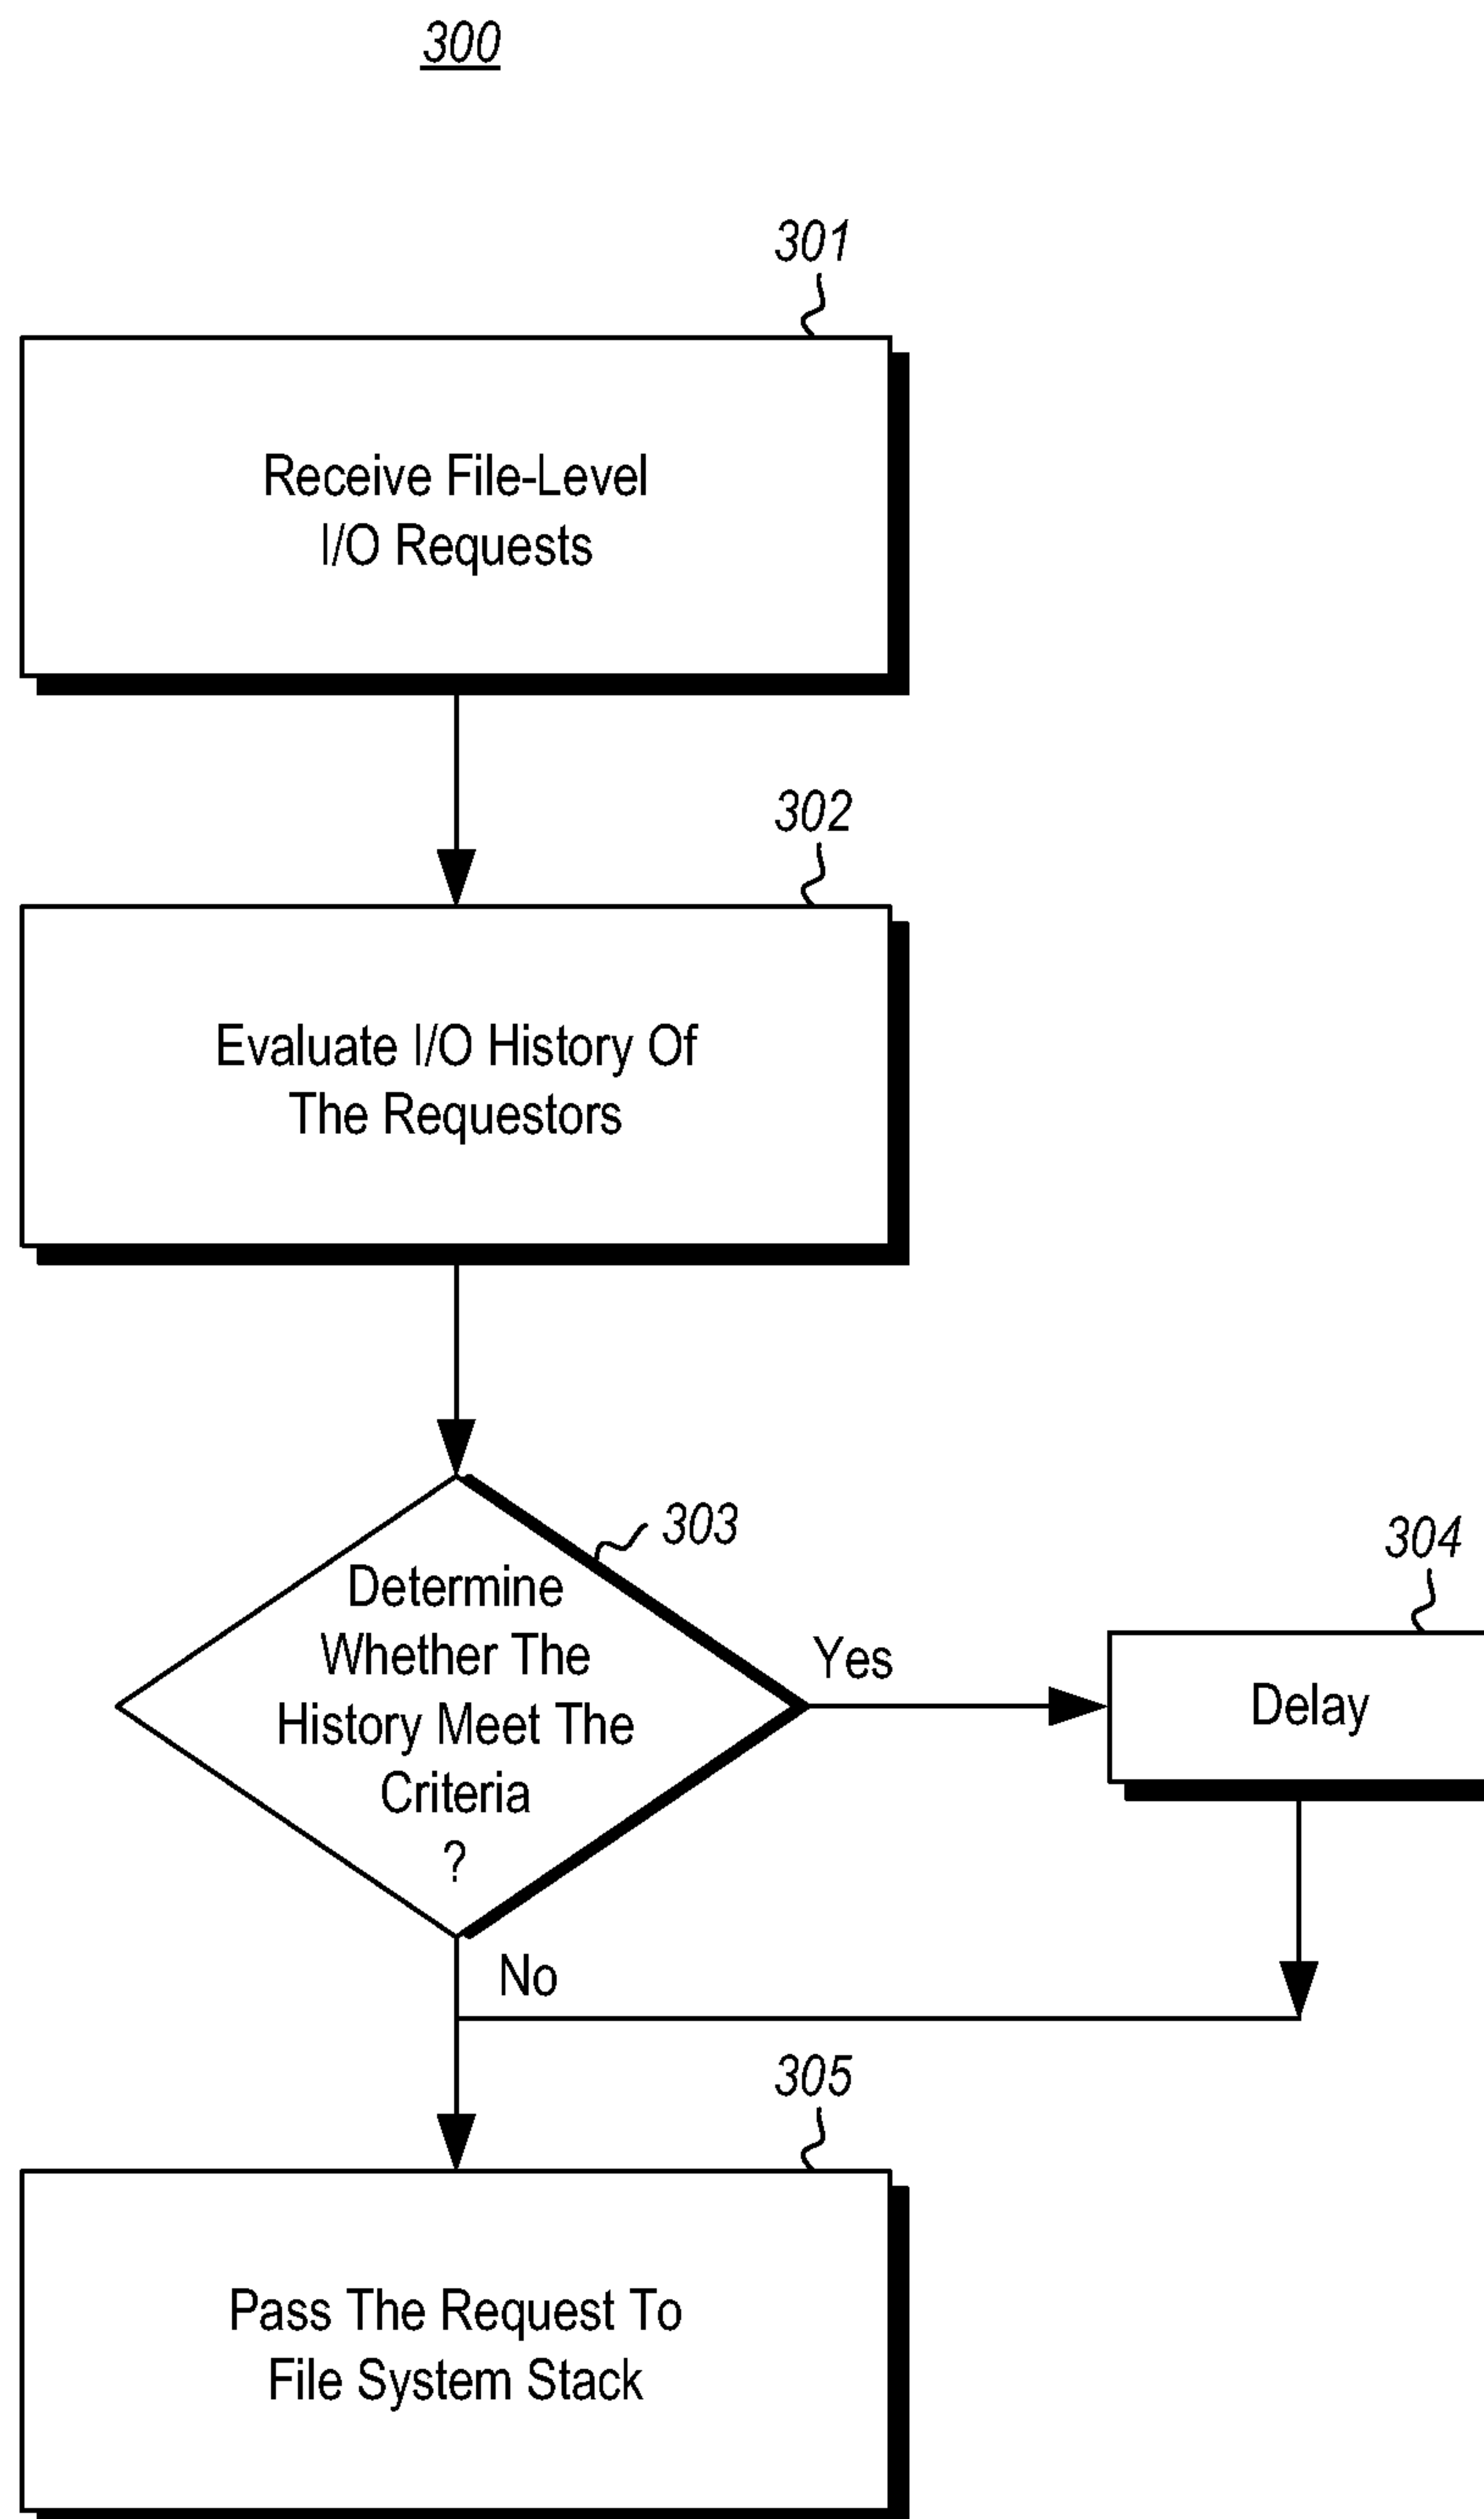 300
301
Receive File-Level
I/O Requests
302
Evaluate I/O History Of
The Requestors
303
Determine
Whether The
History Meet The
Criteria
?
Yes
304
Delay
No
305
Pass The Request To
File System Stack